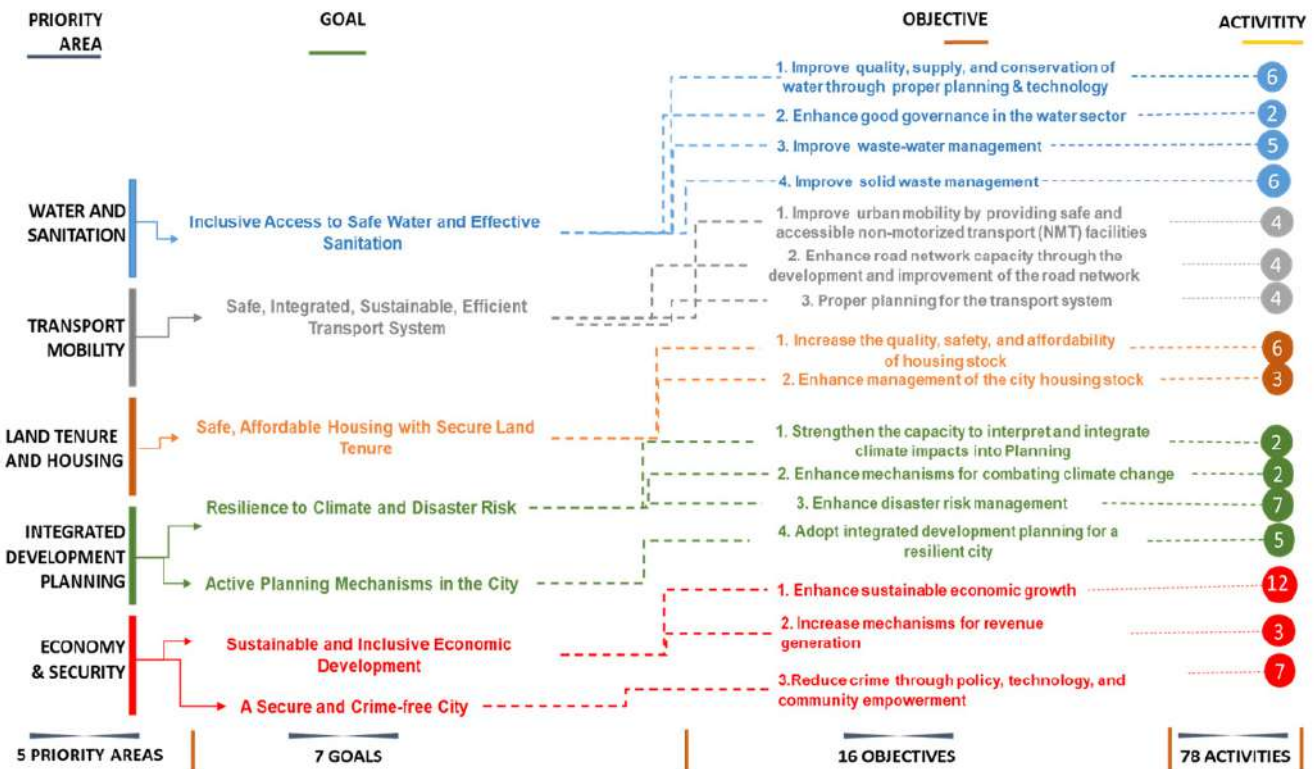 PRIORITY
AREA
GOAL
OBJECTIVE
ACTIVITITY
WATER AND
SANITATION
Inclusive Access to Safe Water and Effective
Sanitation
1. Improve quality, supply, and conservation of
water through proper planning & technology
6
2. Enhance good governance in the water sector
2
3. Improve waste-water management
5
4. Improve solid waste management
6
TRANSPORT
MOBILITY
Safe, Integrated, Sustainable, Efficient
Transport System
1. Improve urban mobility by providing safe and
accessible non-motorized transport (NMT) facilities
4
2. Enhance road network capacity through the
development and improvement of the road network
4
3. Proper planning for the transport system
4
LAND TENURE
AND HOUSING
Safe, Affordable Housing with Secure Land
Tenure
1. Increase the quality, safety, and affordability
of housing stock
6
2. Enhance management of the city housing stock
3
INTEGRATED
DEVELOPMENT
PLANNING
Resilience to Climate and Disaster Risk
1. Strengthen the capacity to interpret and integrate
climate impacts into Planning
2
2. Enhance mechanisms for combating climate change
2
3. Enhance disaster risk management
7
Active Planning Mechanisms in the City
4. Adopt integrated development planning for a
resilient city
5
ECONOMY
& SECURITY
Sustainable and Inclusive Economic
Development
1. Enhance sustainable economic growth
12
2. Increase mechanisms for revenue
generation
3
A Secure and Crime-free City
3.Reduce crime through policy, technology, and
community empowerment
7
5 PRIORITY AREAS
7 GOALS
16 OBJECTIVES
78 ACTIVITIES